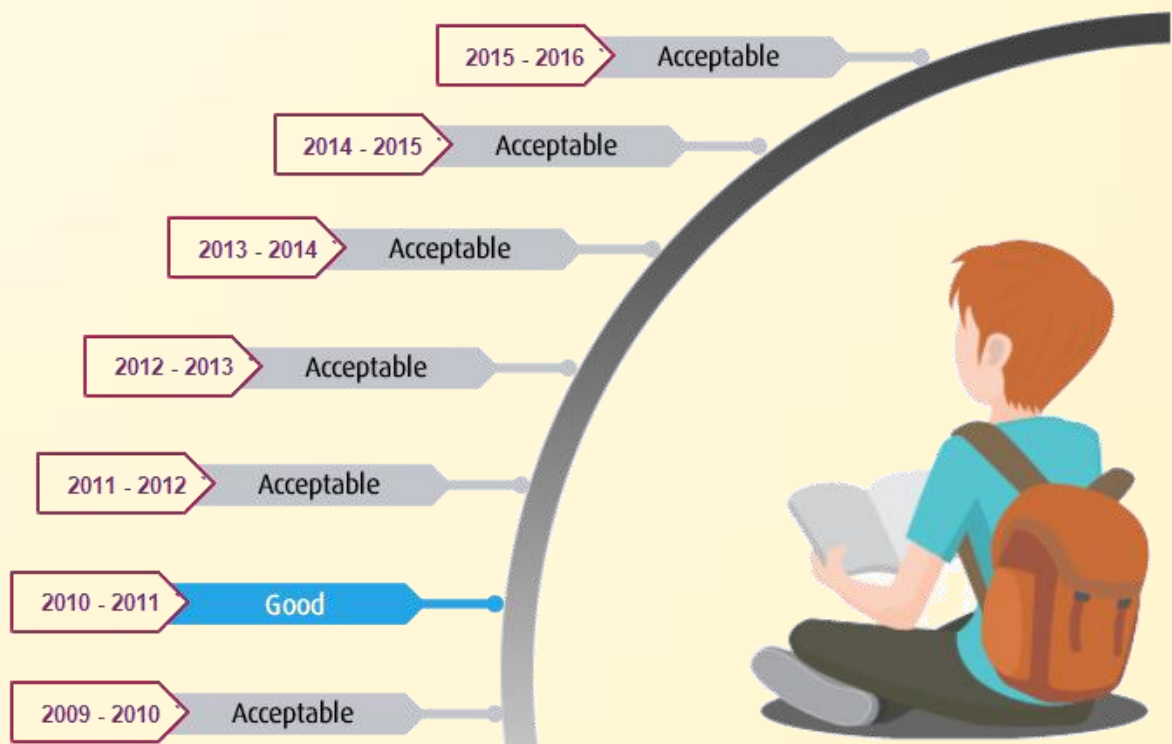 2015 - 2016 Acceptable
2014 - 2015 Acceptable
2013 - 2014 Acceptable
2012 - 2013 Acceptable
2011 - 2012 Acceptable
2010 - 2011 Good
2009 - 2010 Acceptable